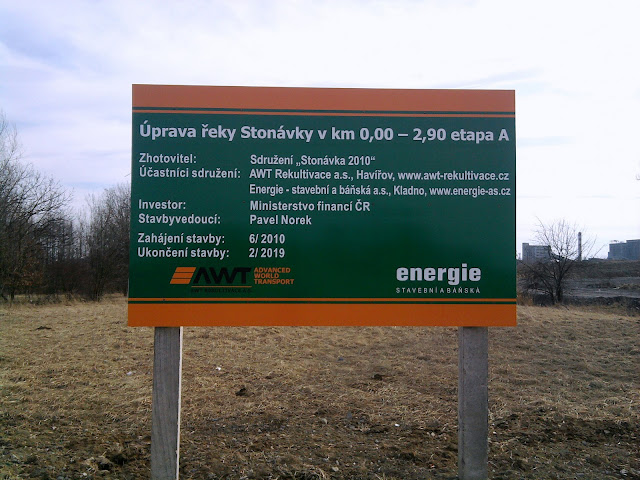 Úprava řeky Stonávky v km 0,00 – 2,90 etapa A
Zhotovitel: Sdružení „Stonávka 2010“
Účastníci sdružení: AWT Rekultivace a.s., Havířov, www.awt-rekultivace.cz
Energie - stavební a báňská a.s., Kladno, www.energie-as.cz
Investor: Ministerstvo financí ČR
Stavbyvedoucí: Pavel Norek
Zahájení stavby: 6/ 2010
Ukončení stavby: 2/ 2019
AWT ADVANCED WORLD TRANSPORT
energie
STAVEBNÍ A BÁŇSKÁ